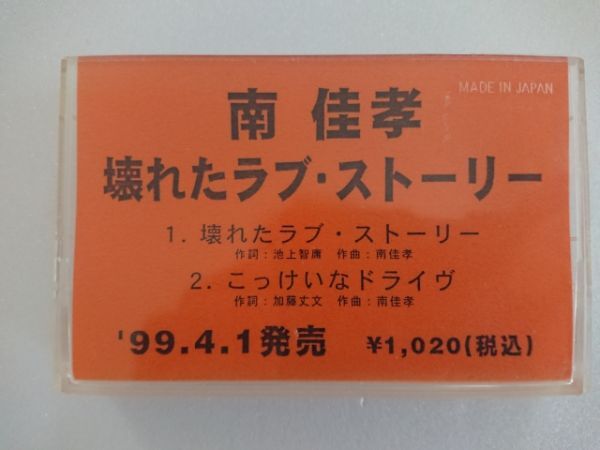 MADE IN JAPAN
南 佳孝
壊れたラブ・ストーリー
1. 壊れたラブ・ストーリー
作詞：池上智庸 作曲：南佳孝
2. こっけいなドライヴ
作詞：加藤丈文 作曲：南佳孝
'99.4.1発売 ¥1,020(税込)